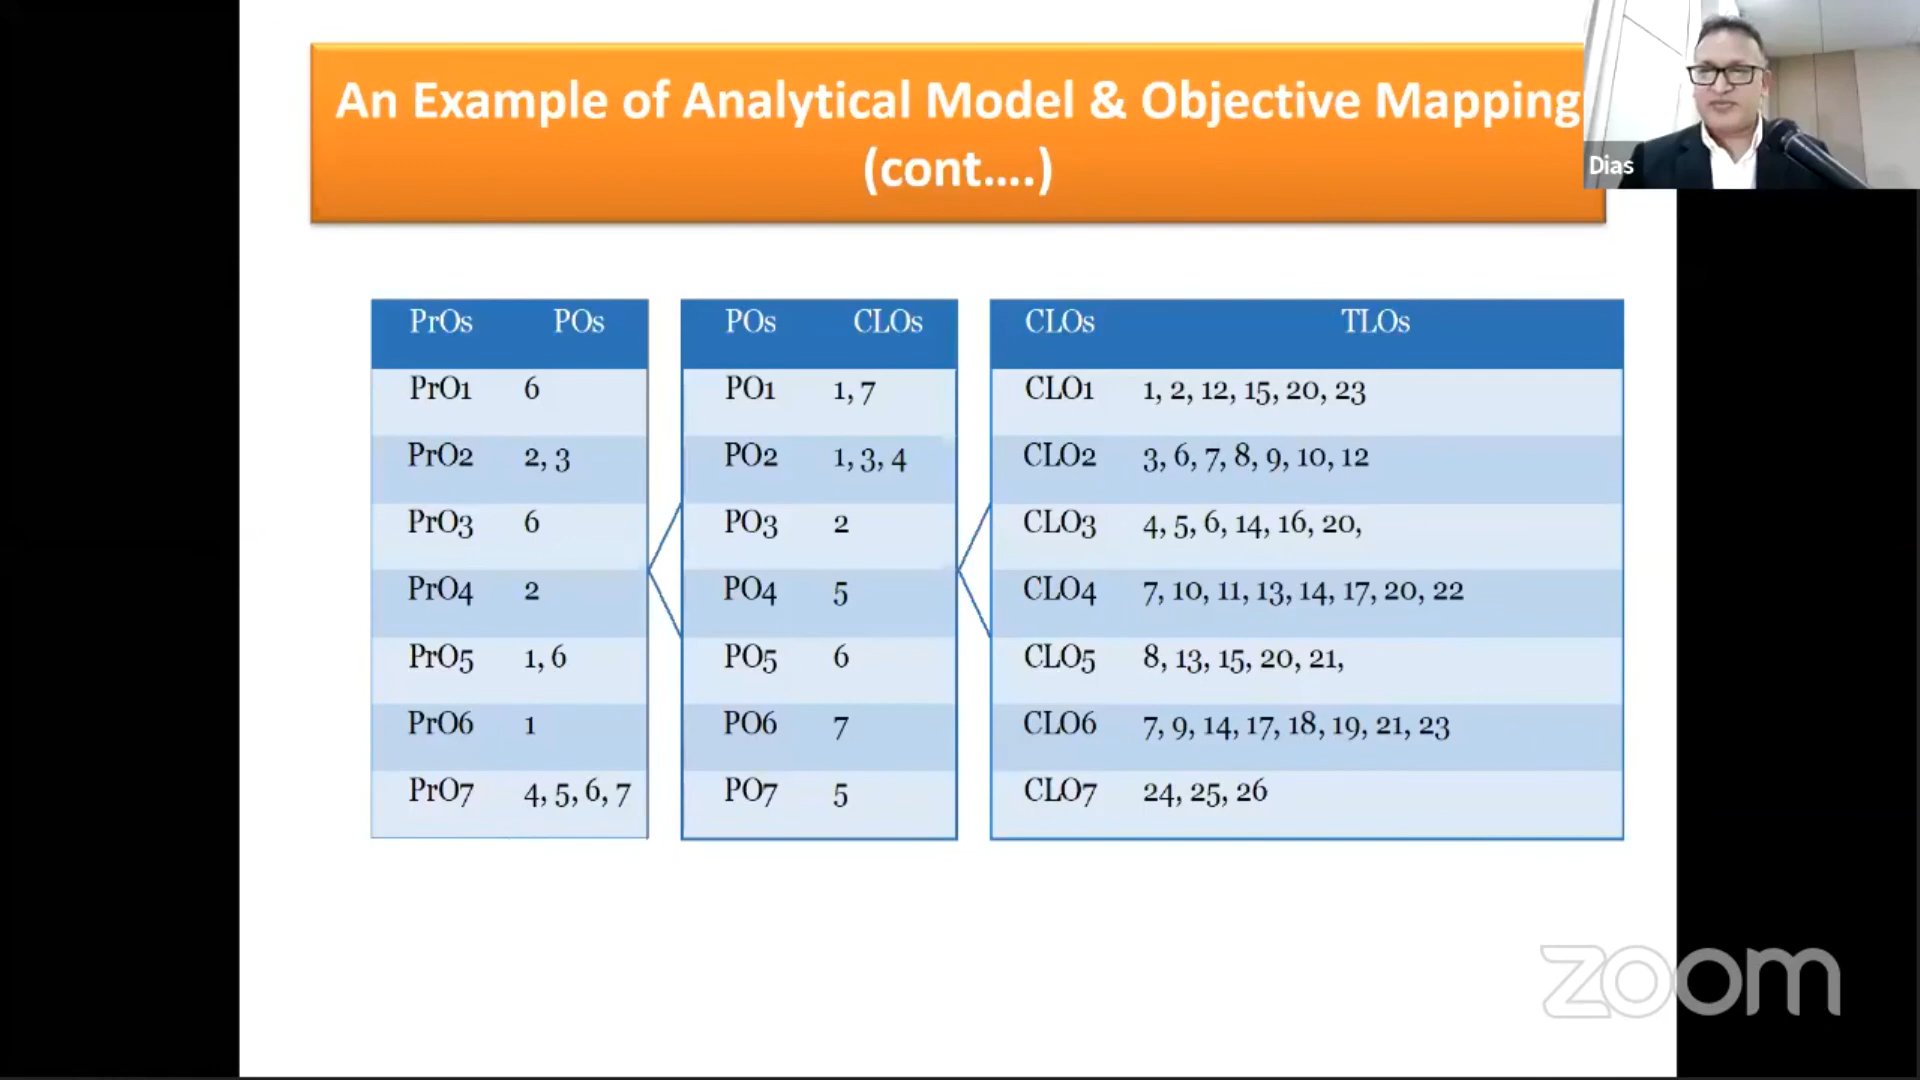 An Example of Analytical Model & Objective Mapping
(cont....)
Dias
PrOs POs
PrO1 6
PrO2 2, 3
PrO3 6
PrO4 2
PrO5 1, 6
PrO6 1
PrO7 4, 5, 6, 7
POs CLOs
PO1 1, 7
PO2 1, 3, 4
PO3 2
PO4 5
PO5 6
PO6 7
PO7 5
CLOs TLOs
CLO1 1, 2, 12, 15, 20, 23
CLO2 3, 6, 7, 8, 9, 10, 12
CLO3 4, 5, 6, 14, 16, 20,
CLO4 7, 10, 11, 13, 14, 17, 20, 22
CLO5 8, 13, 15, 20, 21,
CLO6 7, 9, 14, 17, 18, 19, 21, 23
CLO7 24, 25, 26
zoom